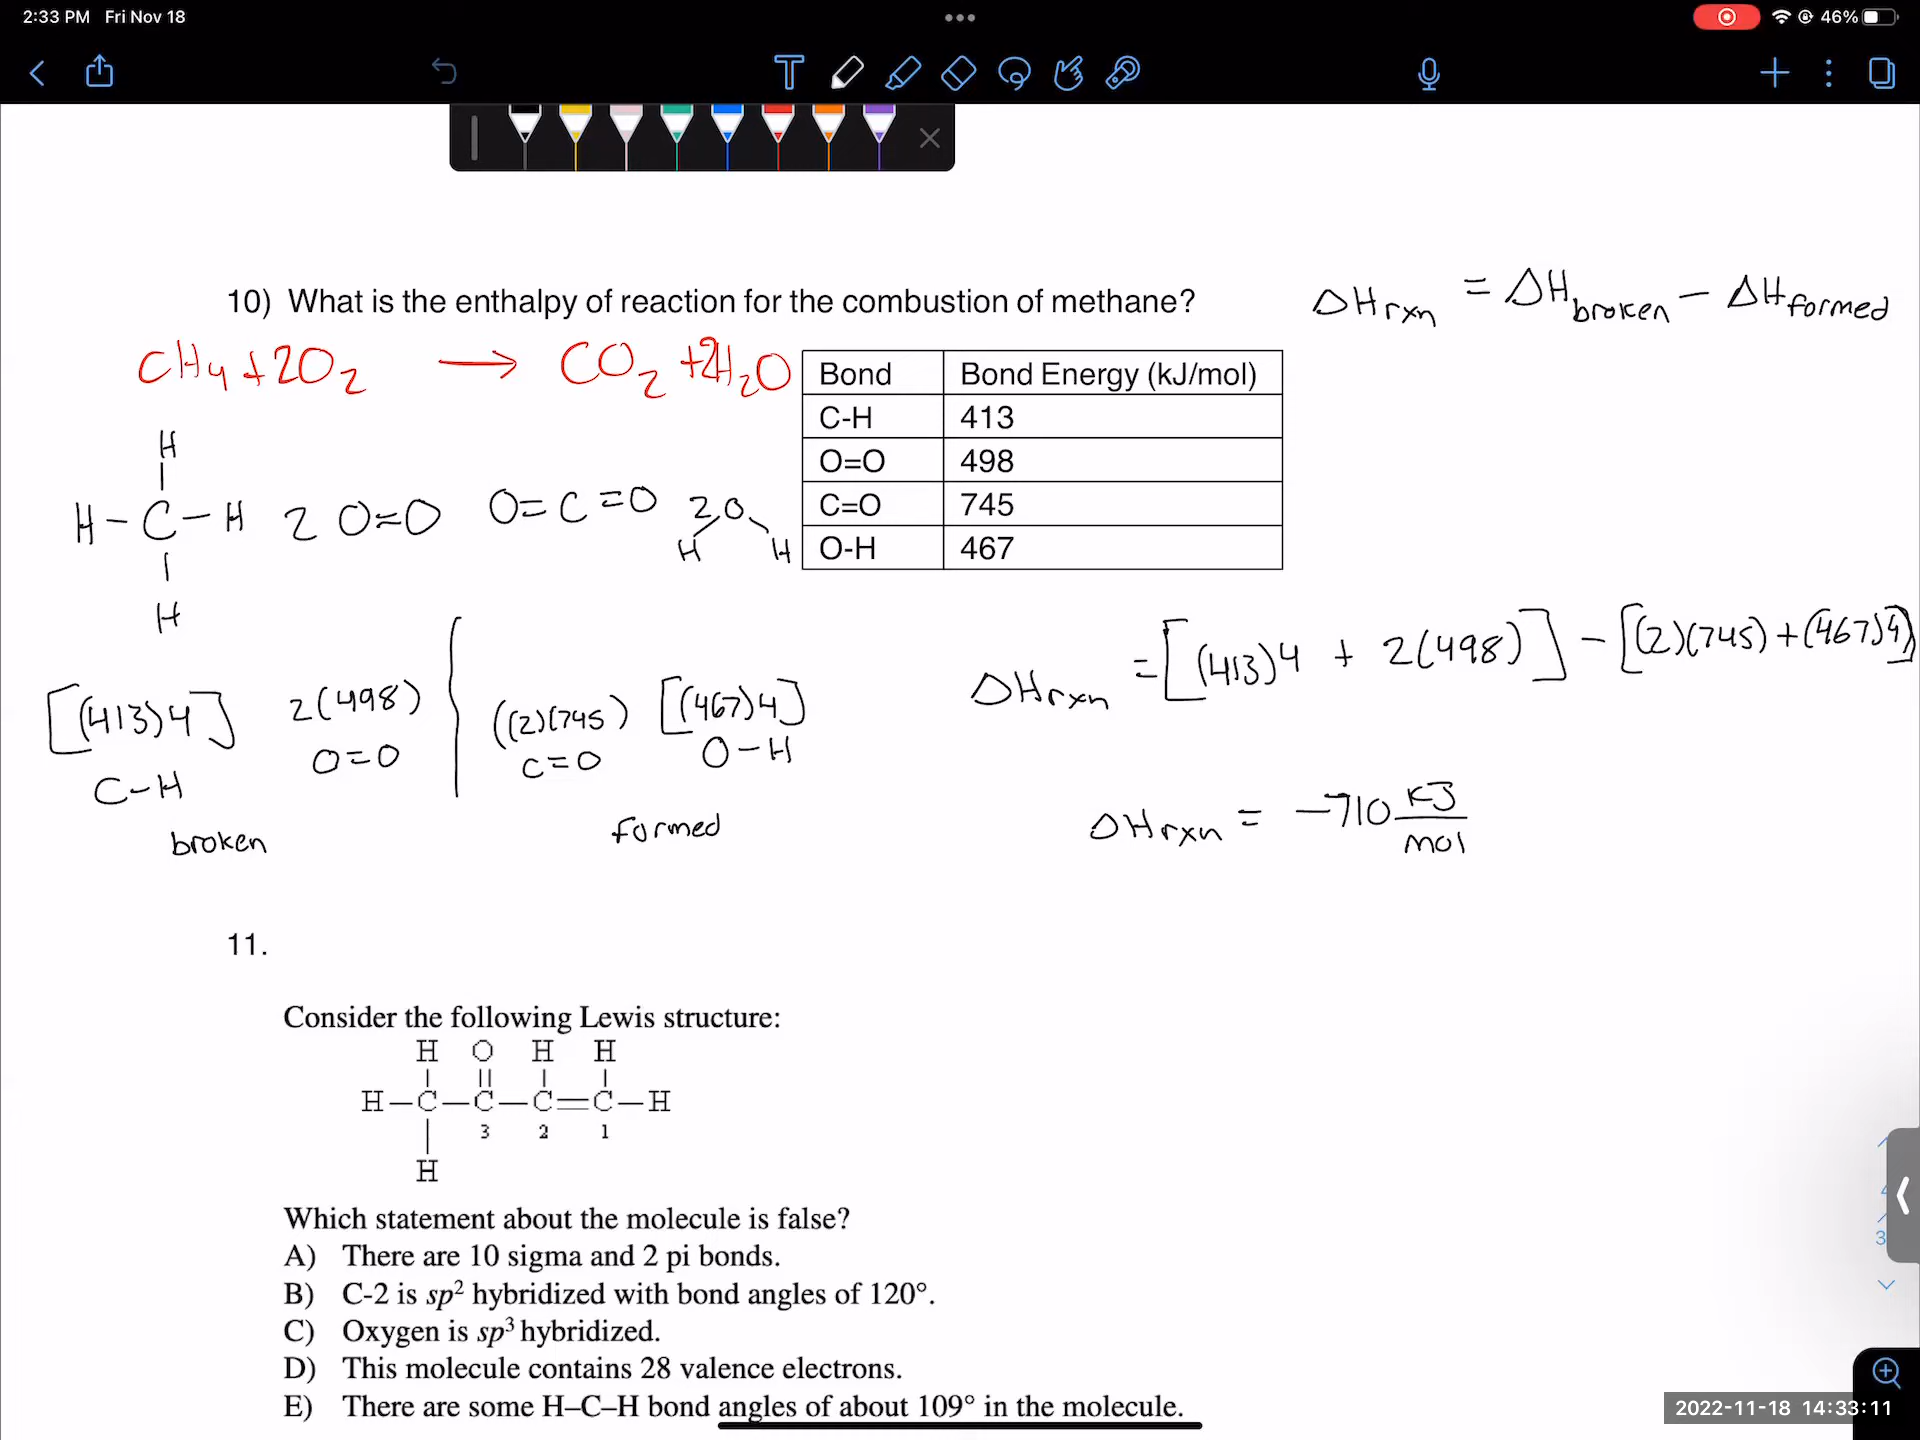 2:33 PM Fri Nov 18
46%
10) What is the enthalpy of reaction for the combustion of methane?
ΔHrxn = ΔHbroken − ΔHformed
CH4 + 2O2 → CO2 + 2H2O
Bond Bond Energy (kJ/mol)
C-H 413
O=O 498
C=O 745
O-H 467
H
H − C − H 2 O=O O=C=O 2 O
H H
H
[(413)4] 2(498) ((2)(745) [(467)4]
C−H O=O C=O O−H
broken formed
ΔHrxn = [(413)4 + 2(498)] − [(2)(745) + (467)4]
ΔHrxn = −710 kJ/mol
11.
Consider the following Lewis structure:
H O H H
H−C−C−C=C−H
3 2 1
H
Which statement about the molecule is false?
A) There are 10 sigma and 2 pi bonds.
B) C-2 is sp² hybridized with bond angles of 120°.
C) Oxygen is sp³ hybridized.
D) This molecule contains 28 valence electrons.
E) There are some H–C–H bond angles of about 109° in the molecule.
3
2022-11-18 14:33:11